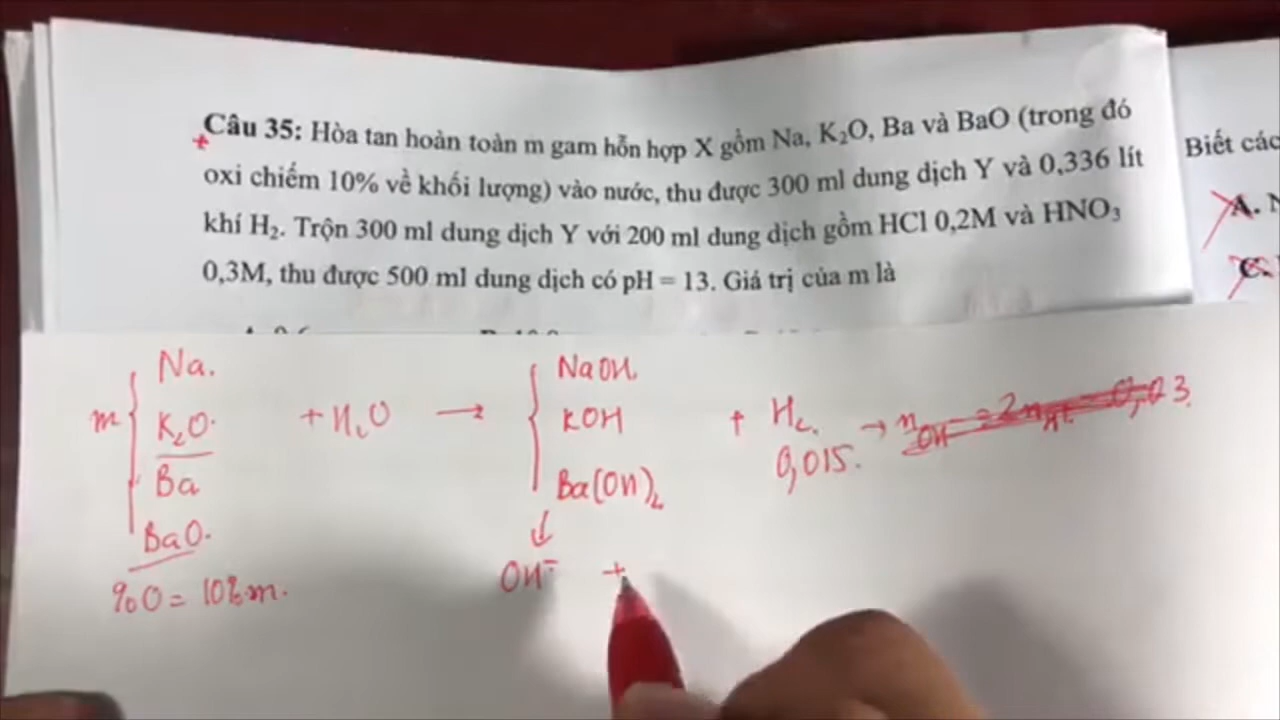 Câu 35: Hòa tan hoàn toàn m gam hỗn hợp X gồm Na, K₂O, Ba và BaO (trong đó
oxi chiếm 10% về khối lượng) vào nước, thu được 300 ml dung dịch Y và 0,336 lít
khí H₂. Trộn 300 ml dung dịch Y với 200 ml dung dịch gồm HCl 0,2M và HNO₃
0,3M, thu được 500 ml dung dịch có pH = 13. Giá trị của m là
Biết các
A. N
C.
m { Na.
K₂O.
Ba
BaO.
+ H₂O →
{ NaOH
KOH
Ba(OH)₂
+ H₂
0,015. → nOH⁻ = 2nH₂ = 0,03.
%O = 10%m.
↓
OH⁻ +